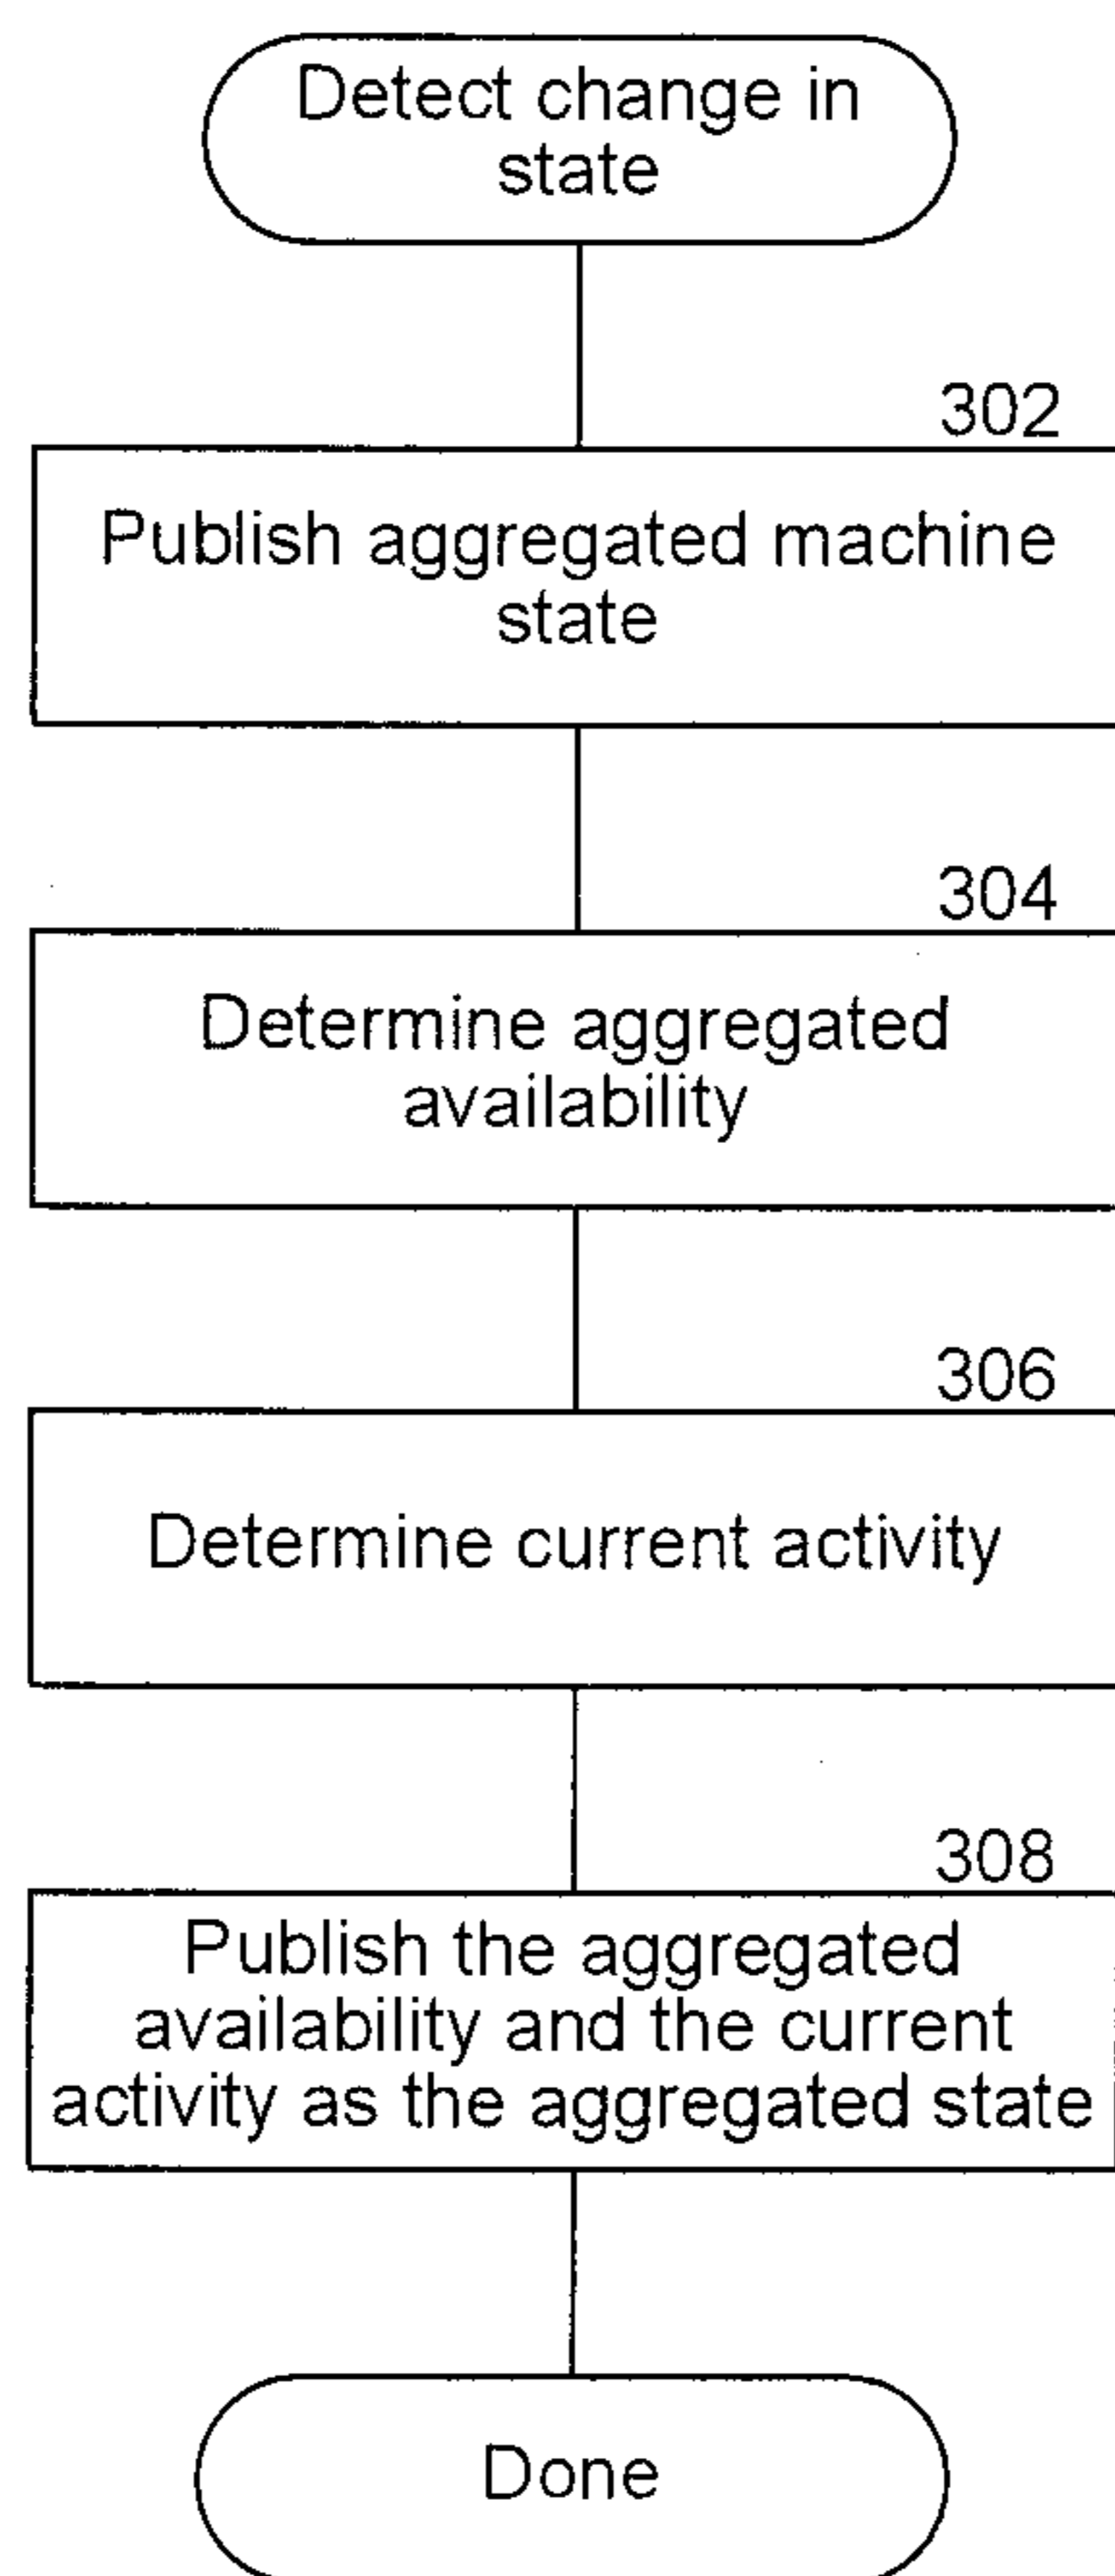 Detect change in
state
302
Publish aggregated machine
state
304
Determine aggregated
availability
306
Determine current activity
308
Publish the aggregated
availability and the current
activity as the aggregated state
Done